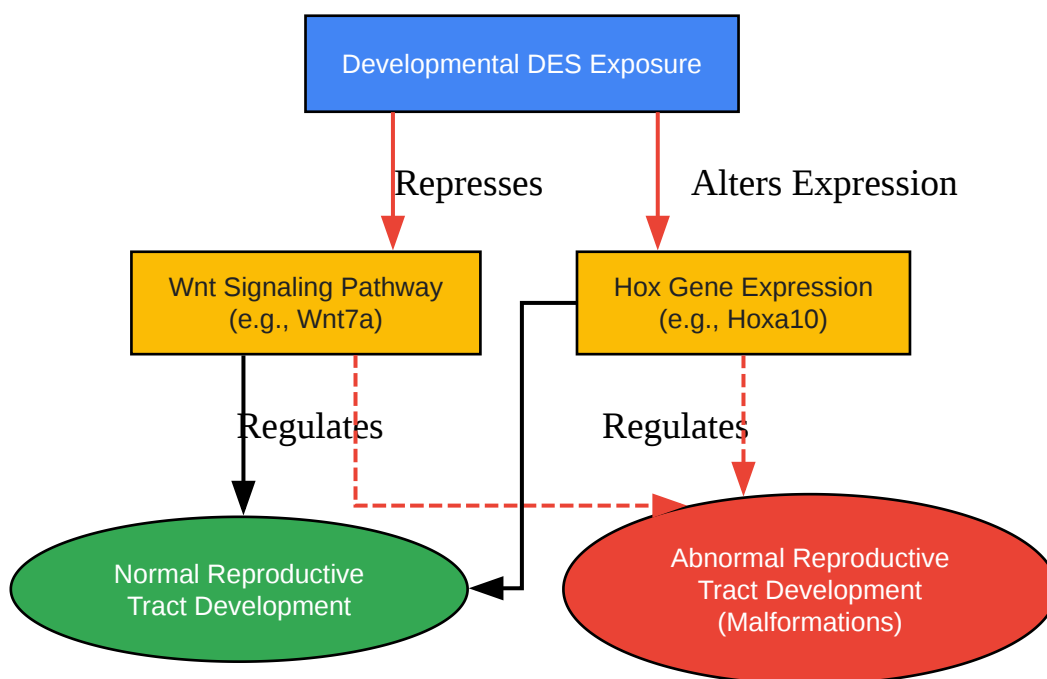 Developmental DES Exposure
Represses
Alters Expression
Wnt Signaling Pathway
(e.g., Wnt7a)
Hox Gene Expression
(e.g., Hoxa10)
Regulates
Regulates
Normal Reproductive
Tract Development
Abnormal Reproductive
Tract Development
(Malformations)